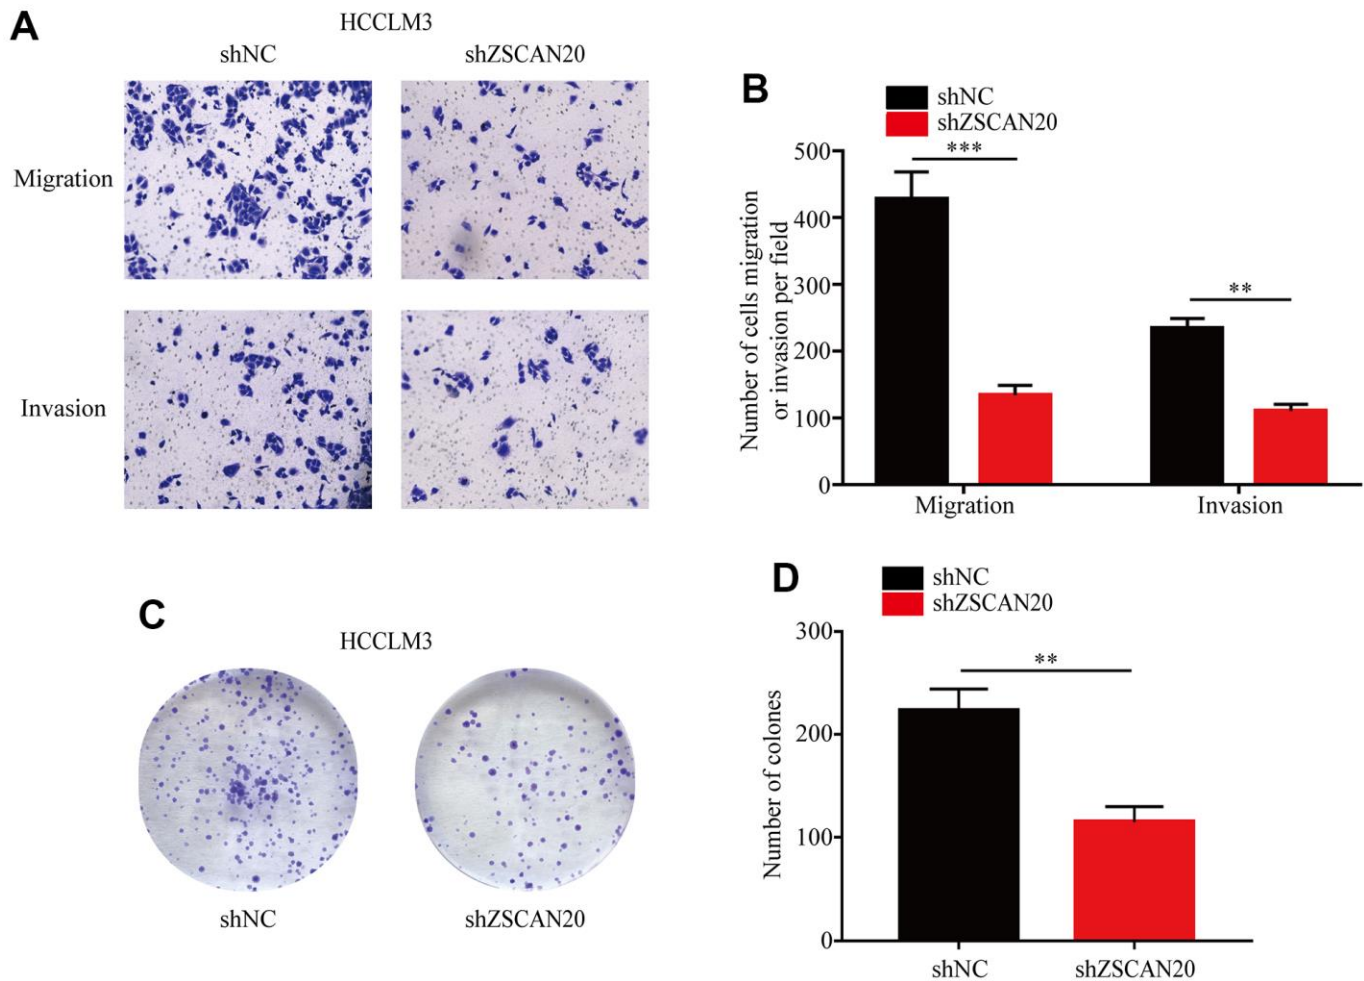 A
HCCLM3
shNC
shZSCAN20
Migration
Invasion
B
shNC
shZSCAN20
Number of cells migration
or invasion per field
500
400
300
200
100
0
***
**
Migration
Invasion
C
HCCLM3
shNC
shZSCAN20
D
shNC
shZSCAN20
Number of colones
300
200
100
0
**
shNC
shZSCAN20